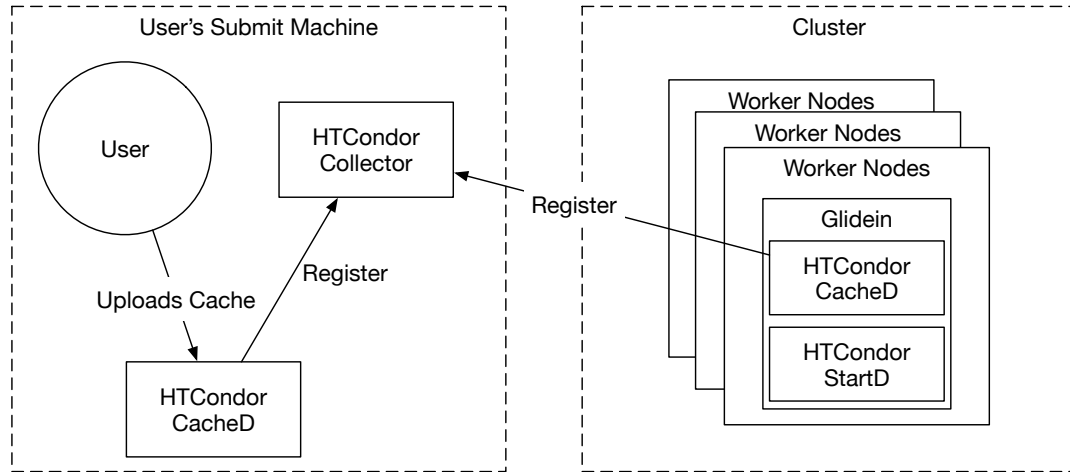 User's Submit Machine
User
HTCondor
Collector
Register
Uploads Cache
HTCondor
CacheD
Register
Cluster
Worker Nodes
Worker Nodes
Worker Nodes
Glidein
HTCondor
CacheD
HTCondor
StartD